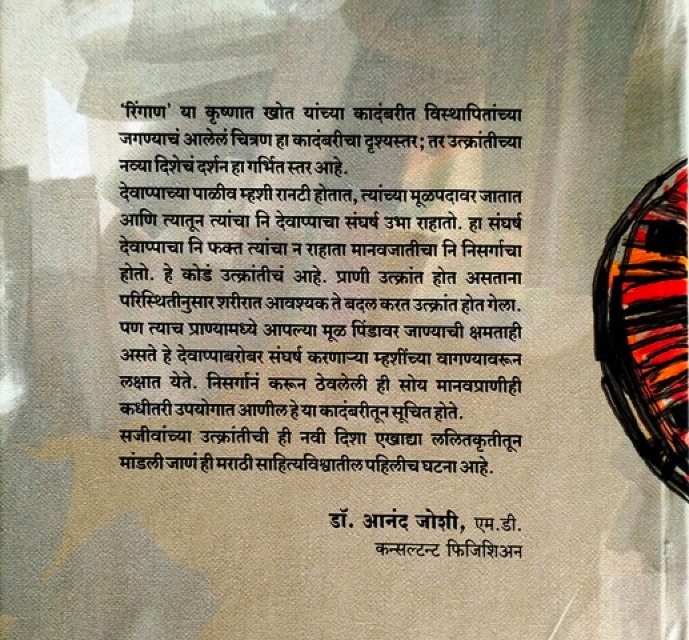 'रिंगाण' या कृष्णात खोत यांच्या कादंबरीत विस्थापितांच्या
जगण्याचं आलेलं चित्रण हा कादंबरीचा दृश्यस्तर; तर उत्क्रांतीच्या
नव्या दिशेचं दर्शन हा गर्भित स्तर आहे.
देवाप्पाच्या पाळीव म्हशी रानटी होतात, त्यांच्या मूळपदावर जातात
आणि त्यातून त्यांचा नि देवाप्पाचा संघर्ष उभा राहातो. हा संघर्ष
देवाप्पाचा नि फक्त त्यांचा न राहाता मानवजातीचा नि निसर्गाचा
होतो. हे कोडं उत्क्रांतीचं आहे. प्राणी उत्क्रांत होत असताना
परिस्थितीनुसार शरीरात आवश्यक ते बदल करत उत्क्रांत होत गेला.
पण त्याच प्राण्यामध्ये आपल्या मूळ पिंडावर जाण्याची क्षमताही
असते हे देवाप्पाबरोबर संघर्ष करणाऱ्या म्हशींच्या वागण्यावरून
लक्षात येते. निसर्गानं करून ठेवलेली ही सोय मानवप्राणीही
कधीतरी उपयोगात आणील हे या कादंबरीतून सूचित होते.
सजीवांच्या उत्क्रांतीची ही नवी दिशा एखाद्या ललितकृतीतून
मांडली जाणं ही मराठी साहित्यविश्वातील पहिलीच घटना आहे.
डॉ. आनंद जोशी, एम.डी.
कन्सल्टन्ट फिजिशिअन